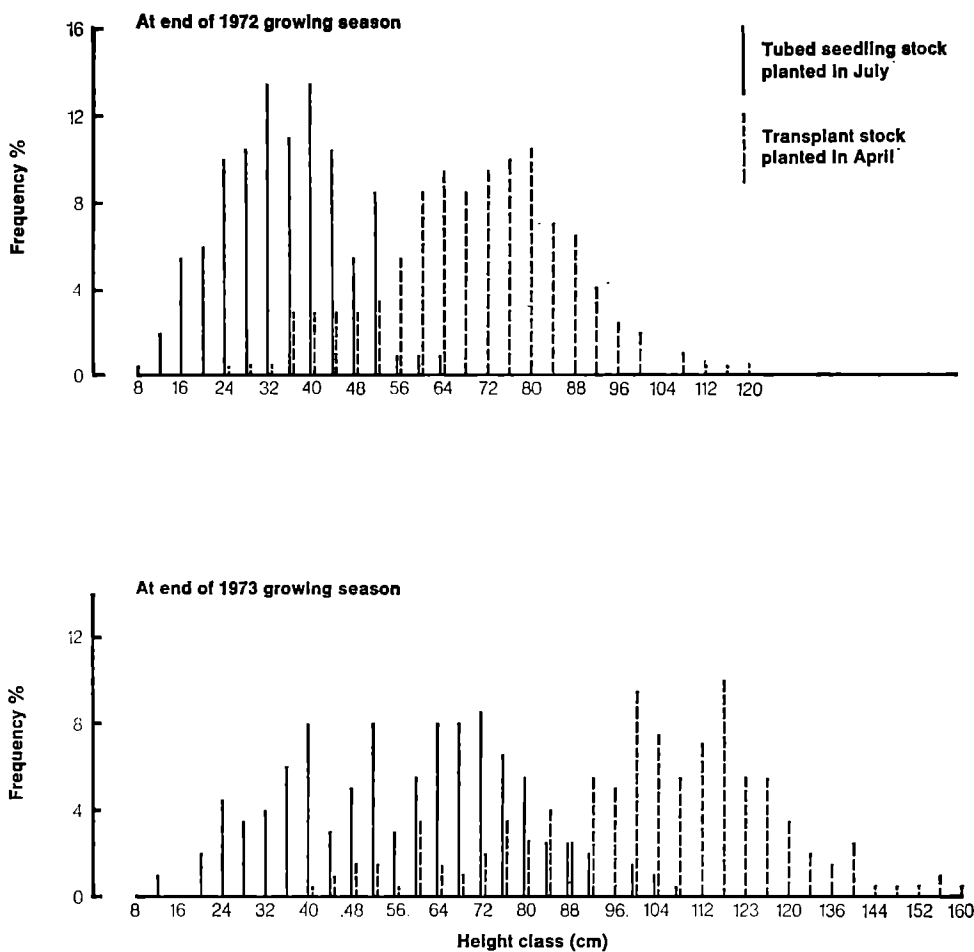 At end of 1972 growing season
Tubed seedling stock
planted in July
Transplant stock
planted in April
Frequency %
16
12
8
4
0
8 16 24 32 40 48 56 64 72 80 88 96 104 112 120
At end of 1973 growing season
Frequency %
12
8
4
0
8 16 24 32 40 .48 56. 64 72 80 88 96. 104 112 123 120 136 144 152 160
Height class (cm)